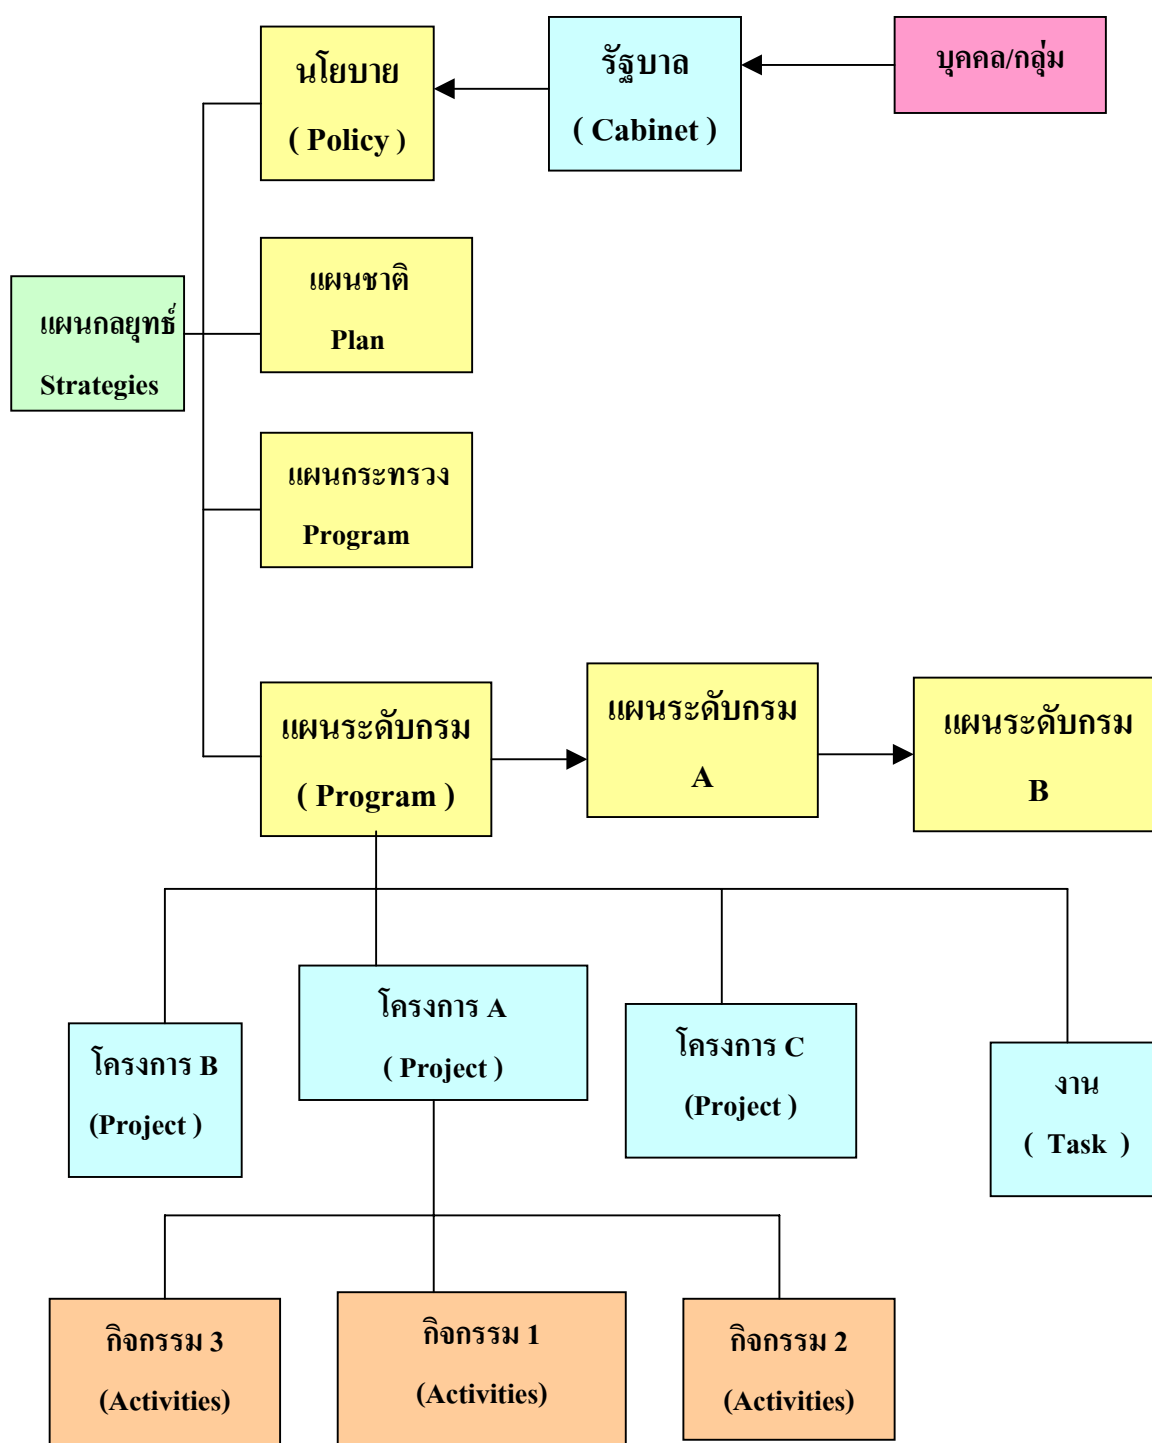 นโยบาย
( Policy )
รัฐบาล
( Cabinet )
บุคคล/กลุ่ม
แผนชาติ
Plan
แผนกลยุทธ์
Strategies
แผนกระทรวง
Program
แผนระดับกรม
( Program )
แผนระดับกรม
A
แผนระดับกรม
B
โครงการ B
(Project )
โครงการ A
( Project )
โครงการ C
(Project )
งาน
( Task )
กิจกรรม 3
(Activities)
กิจกรรม 1
(Activities)
กิจกรรม 2
(Activities)